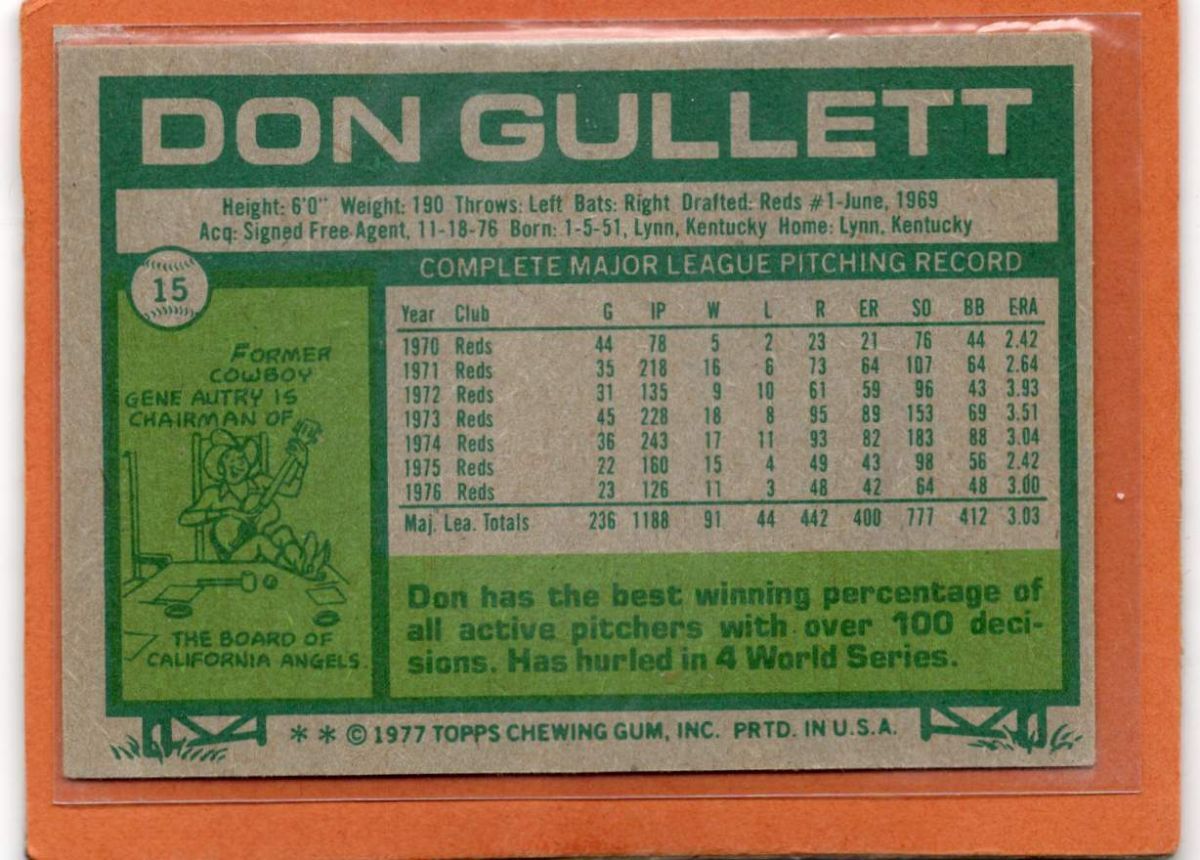 DON GULLETT
Height: 6'0" Weight: 190 Throws: Left Bats: Right Drafted: Reds #1-June, 1969
Acq: Signed Free Agent, 11-18-76 Born: 1-5-51, Lynn, Kentucky Home: Lynn, Kentucky
15
COMPLETE MAJOR LEAGUE PITCHING RECORD
Year Club G IP W L R ER SO BB ERA
1970 Reds 44 78 5 2 23 21 76 44 2.42
1971 Reds 35 218 16 6 73 64 107 64 2.64
1972 Reds 31 135 9 10 61 59 96 43 3.93
1973 Reds 45 228 18 8 95 89 153 69 3.51
1974 Reds 36 243 17 11 93 82 183 88 3.04
1975 Reds 22 160 15 4 49 43 98 56 2.42
1976 Reds 23 126 11 3 48 42 64 48 3.00
Maj. Lea. Totals 236 1188 91 44 442 400 777 412 3.03
FORMER
COWBOY
GENE AUTRY IS
CHAIRMAN OF
THE BOARD OF
CALIFORNIA ANGELS.
Don has the best winning percentage of
all active pitchers with over 100 deci-
sions. Has hurled in 4 World Series.
* * © 1977 TOPPS CHEWING GUM, INC. PRTD. IN U.S.A.